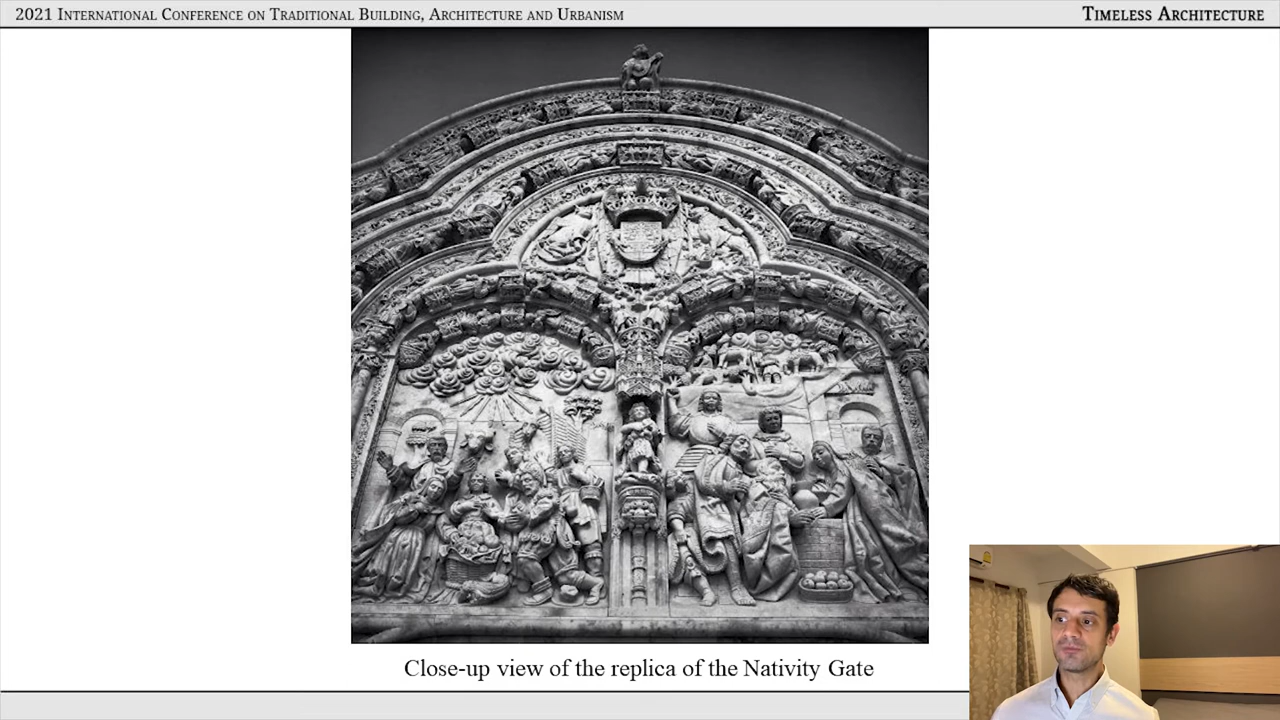 2021 International Conference on Traditional Building, Architecture and Urbanism
Timeless Architecture
Close-up view of the replica of the Nativity Gate